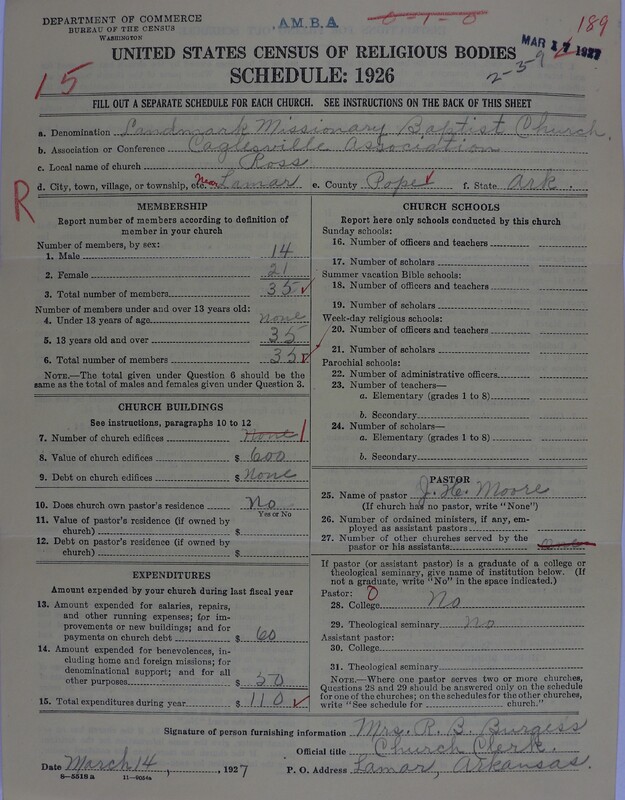 DEPARTMENT OF COMMERCE
BUREAU OF THE CENSUS
WASHINGTON
A.M.B.A
0-1-0
189
MAR 17 1927
2-3-9
UNITED STATES CENSUS OF RELIGIOUS BODIES
SCHEDULE: 1926
15
FILL OUT A SEPARATE SCHEDULE FOR EACH CHURCH. SEE INSTRUCTIONS ON THE BACK OF THIS SHEET
a. Denomination Landmark Missionary Baptist Church.
b. Association or Conference Caglesville Association
c. Local name of church Ross
d. City, town, village, or township, etc. Near Lamar e. County Pope f. State Ark.
R
MEMBERSHIP
Report number of members according to definition of
member in your church
Number of members, by sex:
1. Male 14
2. Female 21
3. Total number of members 35
Number of members under and over 13 years old:
4. Under 13 years of age None
5. 13 years old and over 35
6. Total number of members 35
NOTE.—The total given under Question 6 should be
the same as the total of males and females given under Question 3.
CHURCH BUILDINGS
See instructions, paragraphs 10 to 12
7. Number of church edifices None 1
8. Value of church edifices $ 600
9. Debt on church edifices $ None
10. Does church own pastor's residence No
Yes or No
11. Value of pastor's residence (if owned by
church) $
12. Debt on pastor's residence (if owned by
church) $
EXPENDITURES
Amount expended by your church during last fiscal year
13. Amount expended for salaries, repairs,
and other running expenses; for im-
provements or new buildings; and for
payments on church debt $ 60
14. Amount expended for benevolences, in-
cluding home and foreign missions; for
denominational support; and for all
other purposes $ 50
15. Total expenditures during year $ 110
CHURCH SCHOOLS
Report here only schools conducted by this church
Sunday schools:
16. Number of officers and teachers
17. Number of scholars
Summer vacation Bible schools:
18. Number of officers and teachers
19. Number of scholars
Week-day religious schools:
20. Number of officers and teachers
21. Number of scholars
Parochial schools:
22. Number of administrative officers
23. Number of teachers—
a. Elementary (grades 1 to 8)
b. Secondary
24. Number of scholars—
a. Elementary (grades 1 to 8)
b. Secondary
PASTOR
25. Name of pastor J. H. Moore
(If church has no pastor, write "None")
26. Number of ordained ministers, if any, em-
ployed as assistant pastors
27. Number of other churches served by the
pastor or his assistants
If pastor (or assistant pastor) is a graduate of a college or
theological seminary, give name of institution below. (If
not a graduate, write "No" in the space indicated.)
Pastor: 0
28. College No
29. Theological seminary No
Assistant pastor:
30. College
31. Theological seminary
NOTE.—Where one pastor serves two or more churches,
Questions 28 and 29 should be answered only on the schedule
for one of the churches; on the schedules for the other churches,
write "See schedule for church."
Signature of person furnishing information Mrs. R. B. Burgess
Official title Church Clerk.
Date March 14, 1927 P. O. Address Lamar, Arkansas.
8—5518a 11—9054a